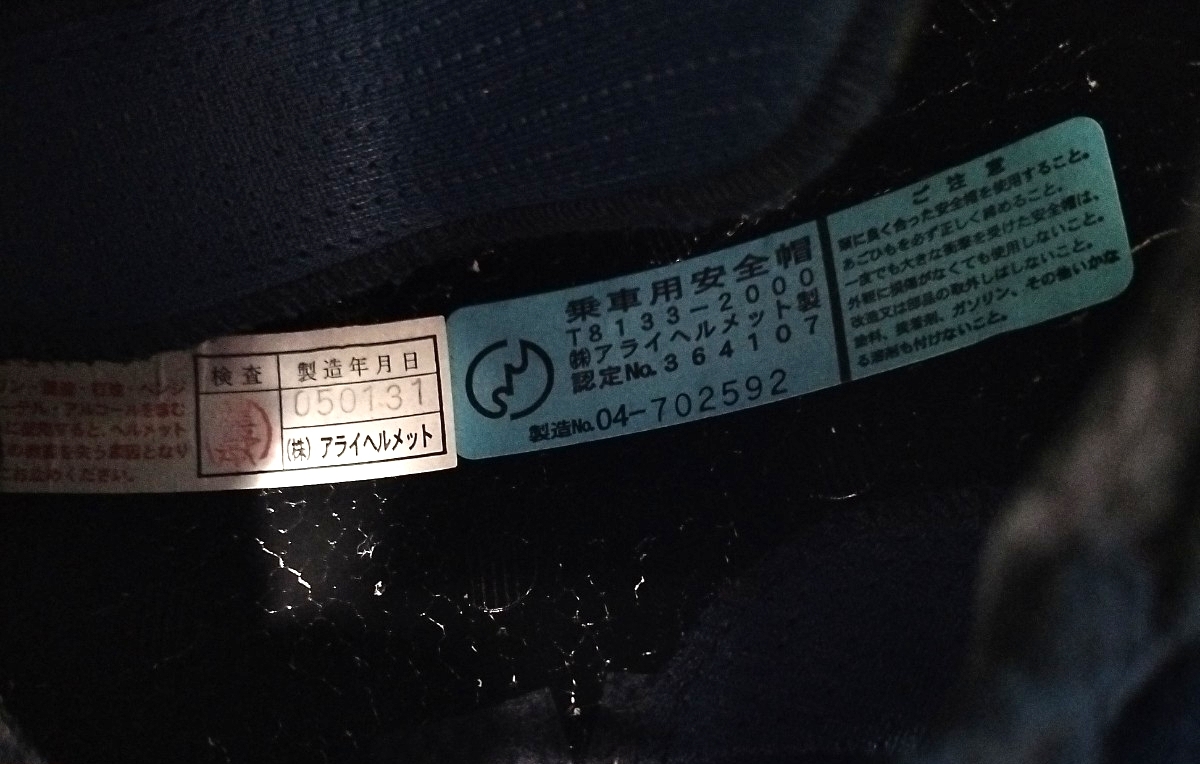 検査
製造年月日
050131
(株) アライヘルメット
乗車用安全帽
T8133-2000
㈱アライヘルメット製
認定No.364107
製造No.04-702592
ご注意
頭に良く合った安全帽を使用すること。
あごひもを必ず正しく締めること。
一度でも大きな衝撃を受けた安全帽は、
外観に損傷がなくても使用しないこと。
改造又は部品の取外しはしないこと。
塗料、接着剤、ガソリン、その他いかな
る溶剤も付けないこと。